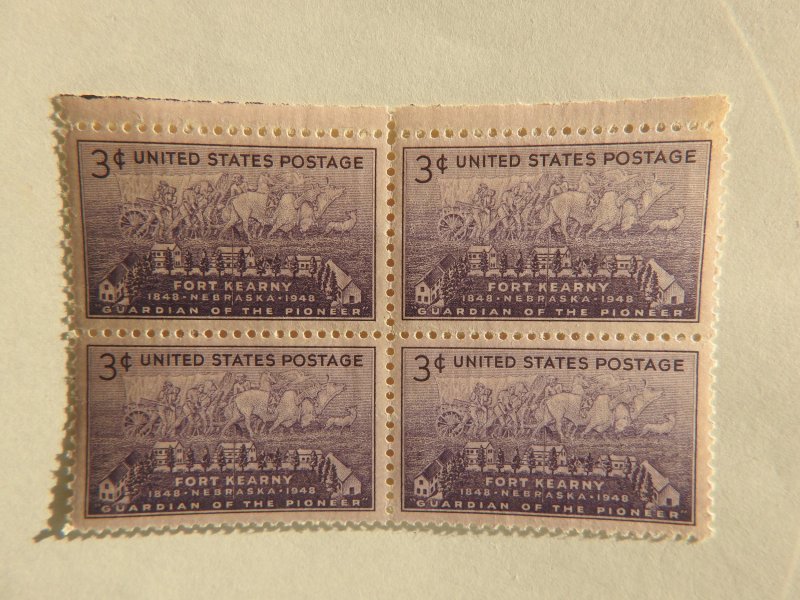 3¢ UNITED STATES POSTAGE
FORT KEARNY
1848 - NEBRASKA - 1948
"GUARDIAN OF THE PIONEER"
3¢ UNITED STATES POSTAGE
FORT KEARNY
1848 - NEBRASKA - 1948
"GUARDIAN OF THE PIONEER"
3¢ UNITED STATES POSTAGE
FORT KEARNY
1848 - NEBRASKA - 1948
"GUARDIAN OF THE PIONEER"
3¢ UNITED STATES POSTAGE
FORT KEARNY
1848 - NEBRASKA - 1948
"GUARDIAN OF THE PIONEER"